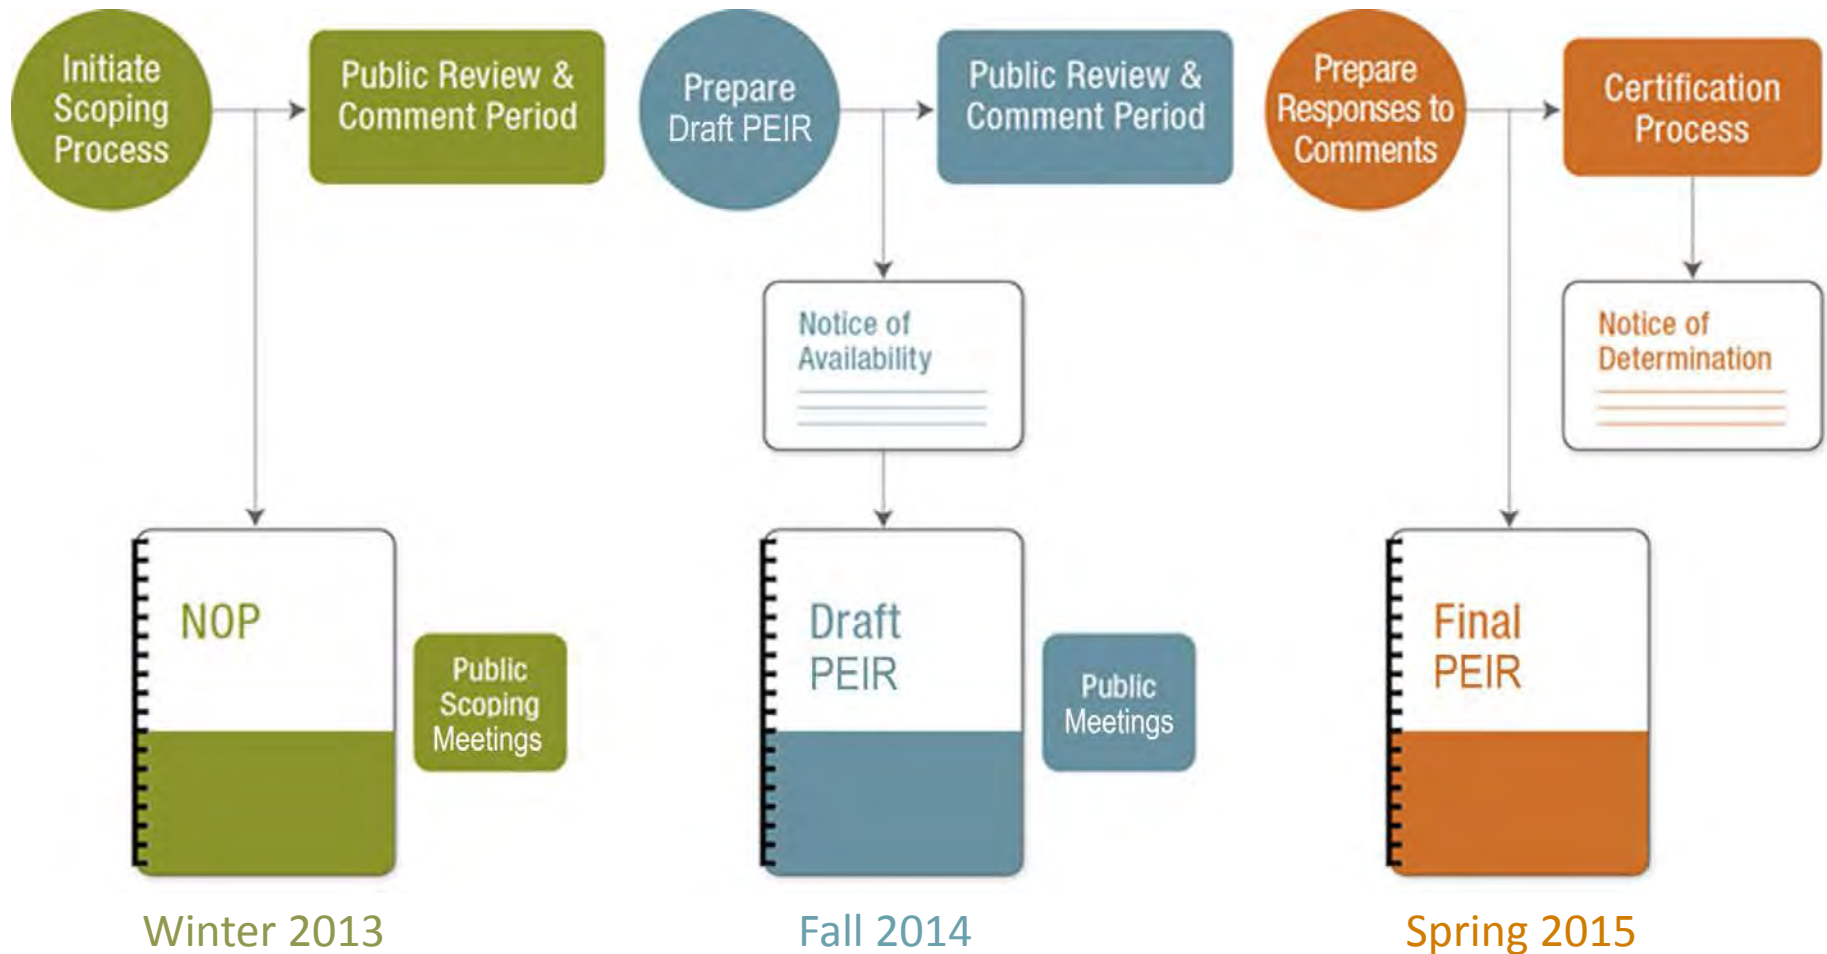 Initiate
Scoping
Process
Public Review &
Comment Period
NOP
Public
Scoping
Meetings
Winter 2013
Prepare
Draft PEIR
Public Review &
Comment Period
Notice of
Availability
Draft
PEIR
Public
Meetings
Fall 2014
Prepare
Responses to
Comments
Certification
Process
Notice of
Determination
Final
PEIR
Spring 2015